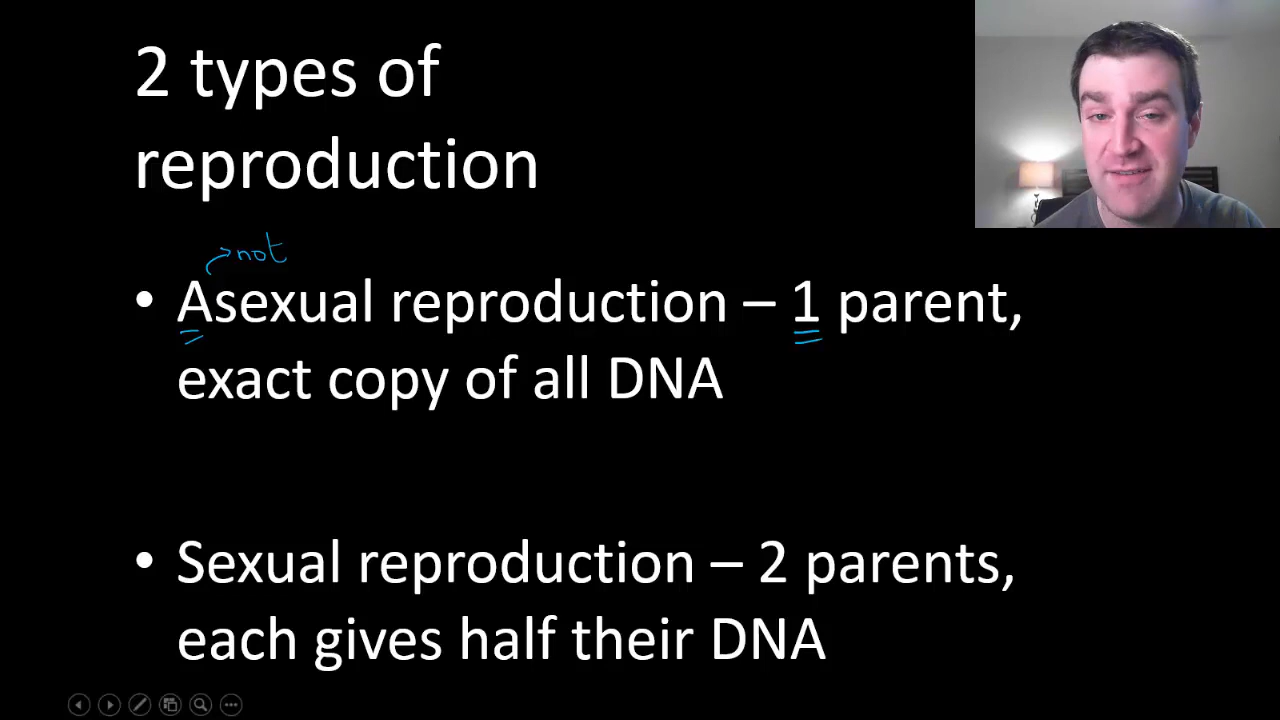 2 types of
reproduction
not
• Asexual reproduction – 1 parent,
exact copy of all DNA
• Sexual reproduction – 2 parents,
each gives half their DNA